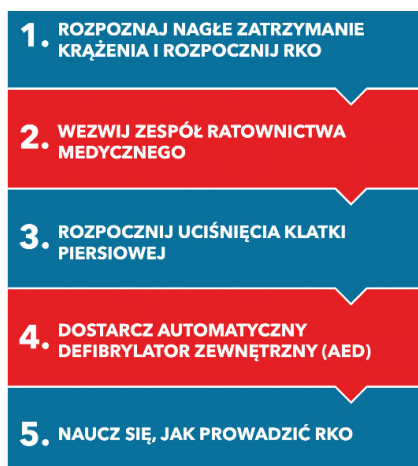 1. ROZPOZNAJ NAGŁE ZATRZYMANIE
KRĄŻENIA I ROZPOCZNIJ RKO
2. WEZWIJ ZESPÓŁ RATOWNICTWA
MEDYCZNEGO
3. ROZPOCZNIJ UCIŚNIĘCIA KLATKI
PIERSIOWEJ
4. DOSTARCZ AUTOMATYCZNY
DEFIBRYLATOR ZEWNĘTRZNY (AED)
5. NAUCZ SIĘ, JAK PROWADZIĆ RKO